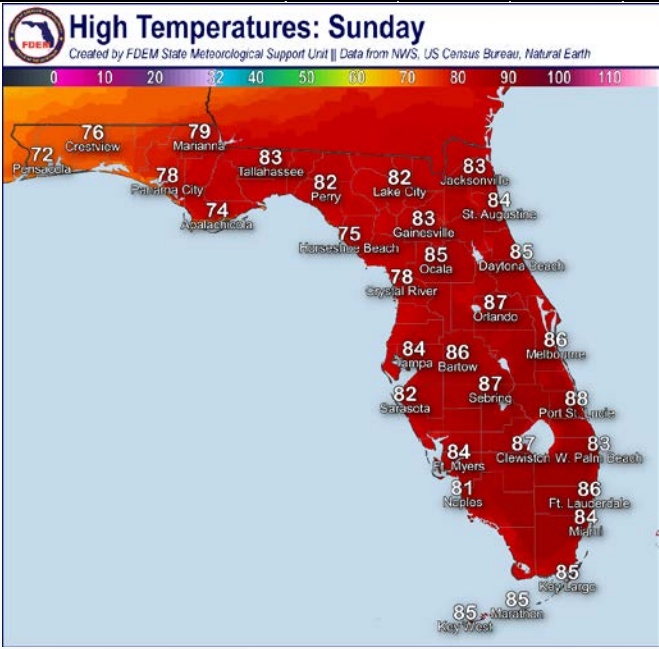 High Temperatures: Sunday
FDEM
Created by FDEM State Meteorological Support Unit || Data from NWS, US Census Bureau, Natural Earth
0 10 20 30 40 50 60 70 80 90 100 110
76
Crestview
79
Marianna
72
Pensacola
78
Panama City
83
Tallahassee
82
Perry
82
Lake City
83
Jacksonville
74
Apalachicola
84
St. Augustine
75
Horseshoe Beach
83
Gainesville
85
Ocala
85
Daytona Beach
78
Crystal River
87
Orlando
84
Tampa
86
Bartow
86
Melbourne
82
Sarasota
87
Sebring
88
Port St. Lucie
84
Ft. Myers
87
Clewiston
83
W. Palm Beach
81
Naples
86
Ft. Lauderdale
84
Miami
85
Key Largo
85
Marathon
85
Key West